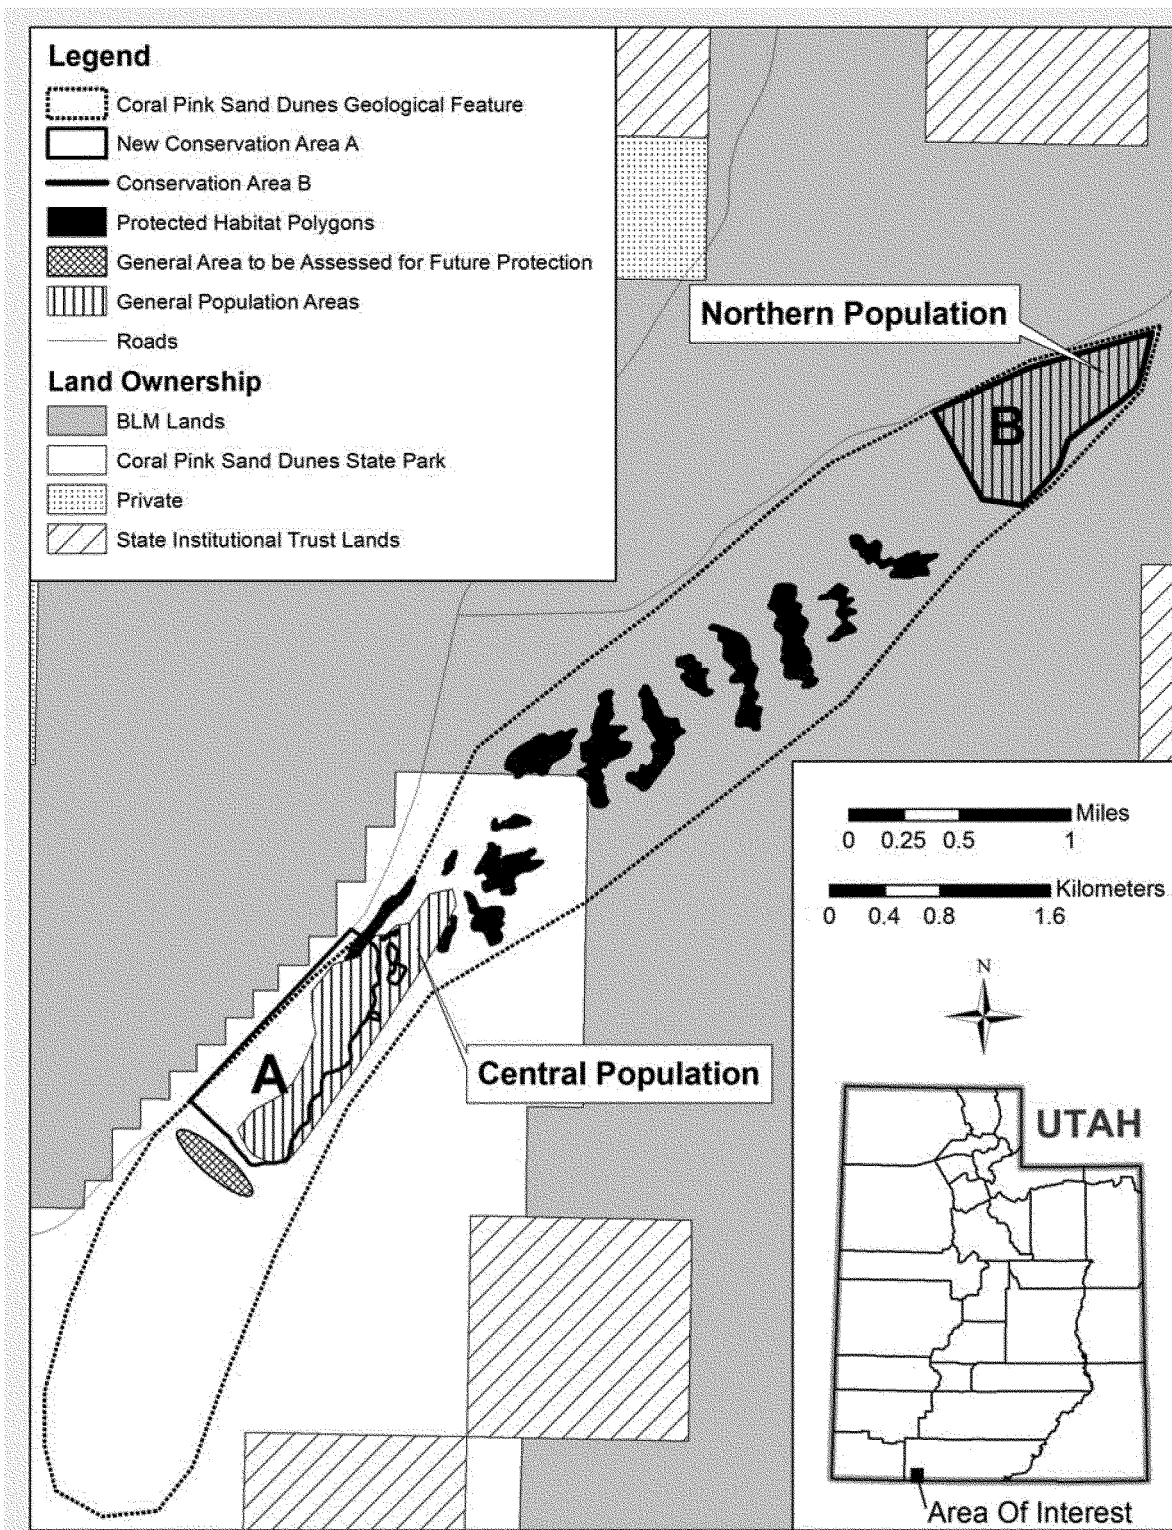 Legend
Coral Pink Sand Dunes Geological Feature
New Conservation Area A
Conservation Area B
Protected Habitat Polygons
General Area to be Assessed for Future Protection
General Population Areas
Roads
Land Ownership
BLM Lands
Coral Pink Sand Dunes State Park
Private
State Institutional Trust Lands
Northern Population
B
A
Central Population
Miles
0 0.25 0.5 1
Kilometers
0 0.4 0.8 1.6
N
UTAH
Area Of Interest